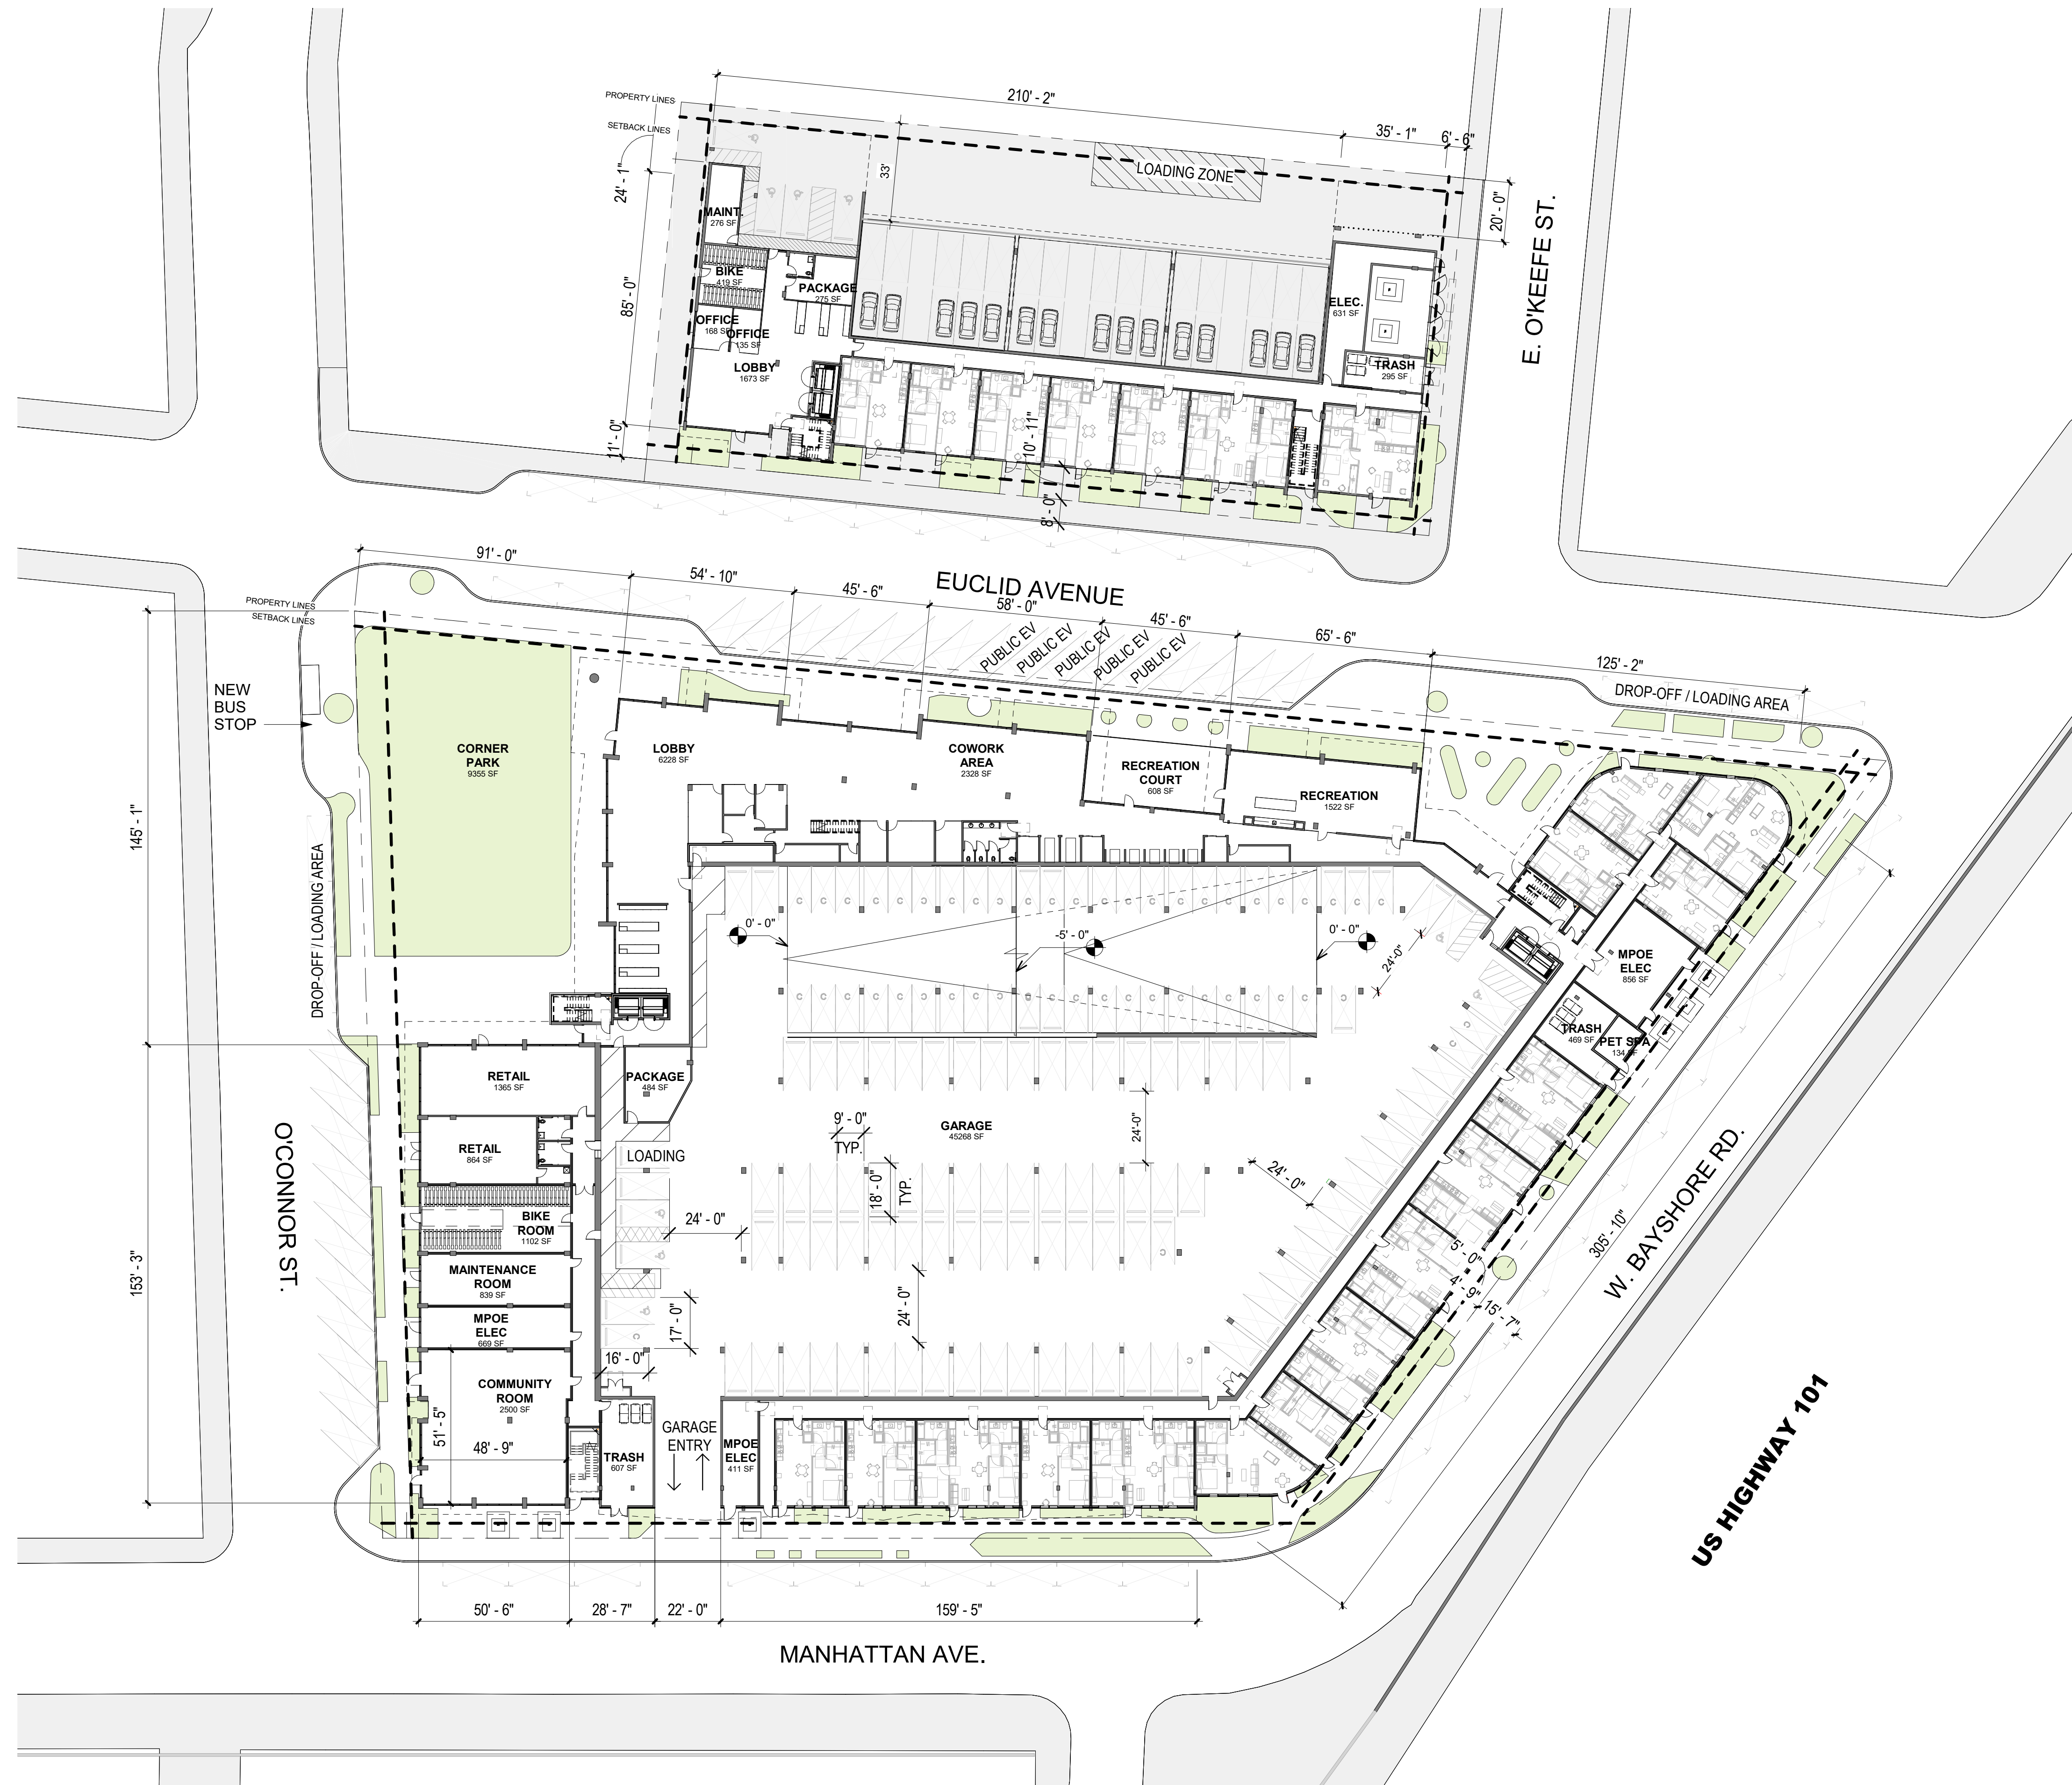 210' - 2"
PROPERTY LINES
SETBACK LINES
35' - 1"
6' - 6"
24' - 1"
33'
LOADING ZONE
20' - 0"
E. O'KEEFE ST.
MAINT.
276 SF
BIKE
419 SF
PACKAGE
275 SF
85' - 0"
OFFICE
168 SF
OFFICE
135 SF
ELEC.
631 SF
LOBBY
1673 SF
TRASH
295 SF
11' - 0"
10' - 11"
8' - 0"
91' - 0"
54' - 10"
45' - 6"
EUCLID AVENUE
58' - 0"
45' - 6"
65' - 6"
125' - 2"
PROPERTY LINES
SETBACK LINES
PUBLIC EV
PUBLIC EV
PUBLIC EV
PUBLIC EV
PUBLIC EV
DROP-OFF / LOADING AREA
NEW
BUS
STOP
CORNER
PARK
9355 SF
LOBBY
6228 SF
COWORK
AREA
2328 SF
RECREATION
COURT
608 SF
RECREATION
1522 SF
145' - 1"
DROP-OFF / LOADING AREA
0' - 0"
-5' - 0"
0' - 0"
24'-0"
MPOE
ELEC
856 SF
TRASH
469 SF
PET SPA
134 SF
RETAIL
1365 SF
PACKAGE
484 SF
RETAIL
864 SF
LOADING
9' - 0"
TYP.
GARAGE
45268 SF
24'-0"
18' - 0"
TYP.
24' - 0"
24' - 0"
O'CONNOR ST.
153' - 3"
BIKE
ROOM
1102 SF
MAINTENANCE
ROOM
839 SF
MPOE
ELEC
669 SF
17' - 0"
24' - 0"
16' - 0"
5' - 0"
4' - 9"
15' - 7"
305' - 10"
W. BAYSHORE RD.
US HIGHWAY 101
COMMUNITY
ROOM
2500 SF
51' - 5"
48' - 9"
TRASH
607 SF
GARAGE
ENTRY
MPOE
ELEC
411 SF
50' - 6"
28' - 7"
22' - 0"
159' - 5"
MANHATTAN AVE.